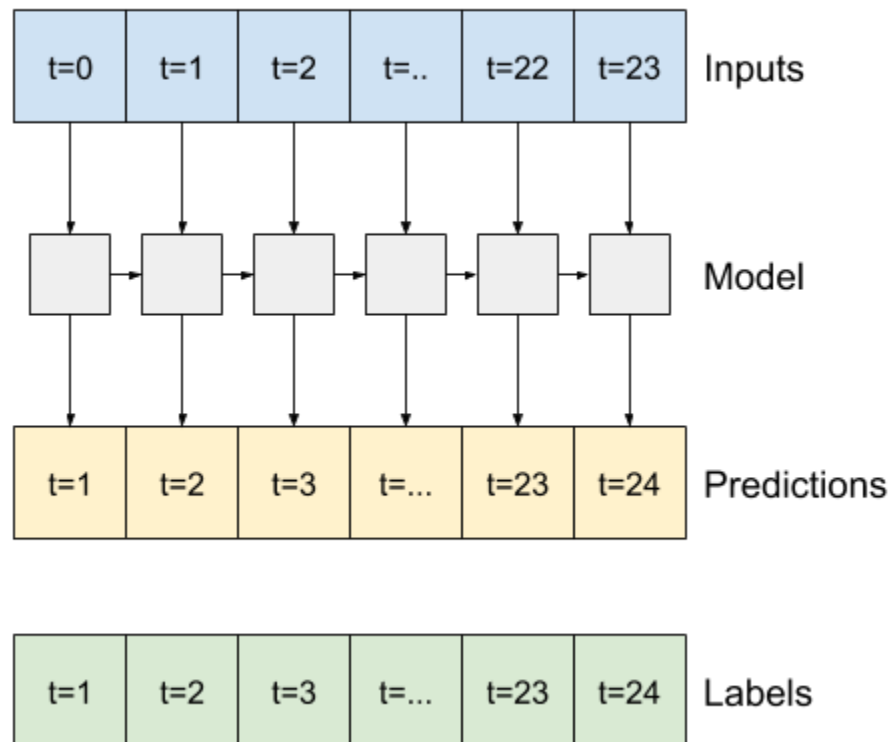 t=0 t=1 t=2 t=.. t=22 t=23 Inputs
Model
t=1 t=2 t=3 t=... t=23 t=24 Predictions
t=1 t=2 t=3 t=... t=23 t=24 Labels